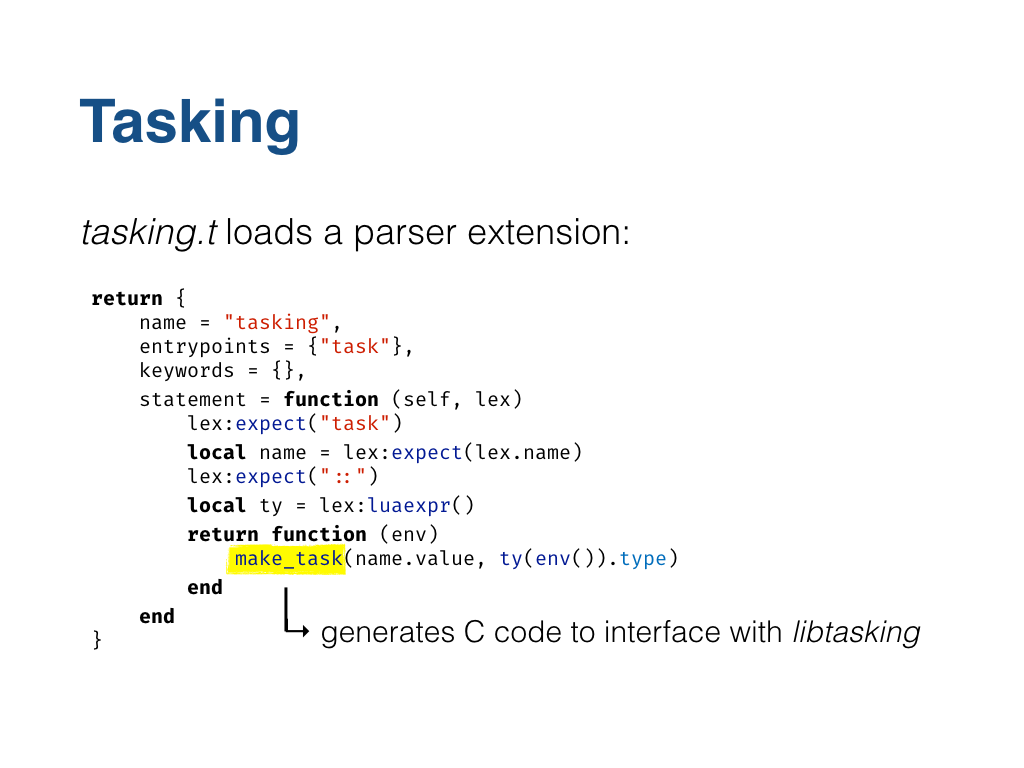 Tasking
tasking.t loads a parser extension:
return {
    name = "tasking",
    entrypoints = {"task"},
    keywords = {},
    statement = function (self, lex)
        lex:expect("task")
        local name = lex:expect(lex.name)
        lex:expect("::")
        local ty = lex:luaexpr()
        return function (env)
            make_task(name.value, ty(env()).type)
        end
    end
}
generates C code to interface with libtasking